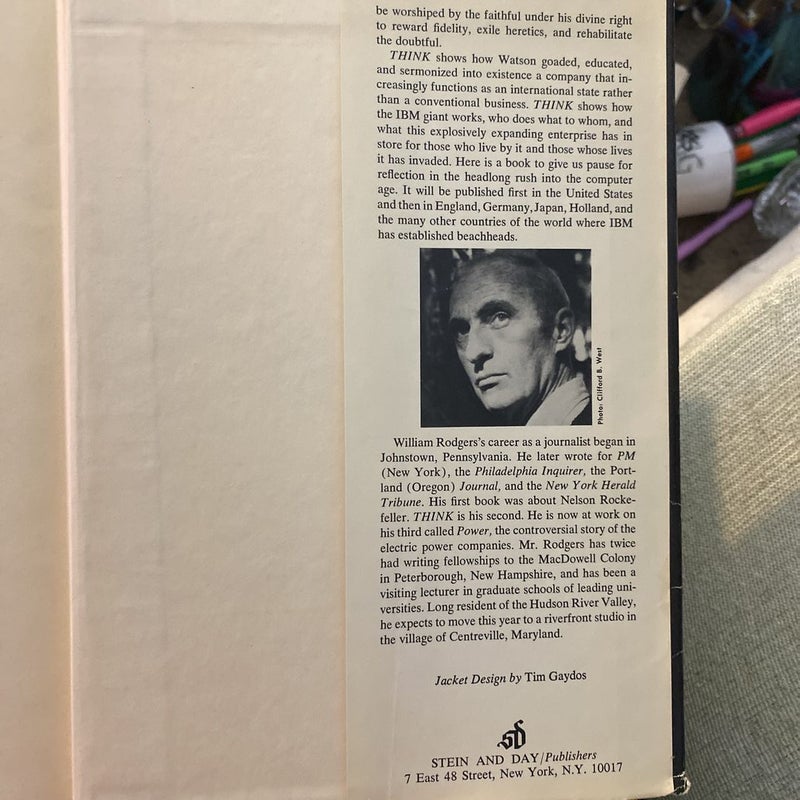 be worshiped by the faithful under his divine right
to reward fidelity, exile heretics, and rehabilitate
the doubtful.
THINK shows how Watson goaded, educated,
and sermonized into existence a company that in-
creasingly functions as an international state rather
than a conventional business. THINK shows how
the IBM giant works, who does what to whom, and
what this explosively expanding enterprise has in
store for those who live by it and those whose lives
it has invaded. Here is a book to give us pause for
reflection in the headlong rush into the computer
age. It will be published first in the United States
and then in England, Germany, Japan, Holland, and
the many other countries of the world where IBM
has established beachheads.
Photo: Clifford B. West
William Rodgers's career as a journalist began in
Johnstown, Pennsylvania. He later wrote for PM
(New York), the Philadelphia Inquirer, the Port-
land (Oregon) Journal, and the New York Herald
Tribune. His first book was about Nelson Rocke-
feller. THINK is his second. He is now at work on
his third called Power, the controversial story of the
electric power companies. Mr. Rodgers has twice
had writing fellowships to the MacDowell Colony
in Peterborough, New Hampshire, and has been a
visiting lecturer in graduate schools of leading uni-
versities. Long resident of the Hudson River Valley,
he expects to move this year to a riverfront studio in
the village of Centreville, Maryland.
Jacket Design by Tim Gaydos
STEIN AND DAY/Publishers
7 East 48 Street, New York, N.Y. 10017